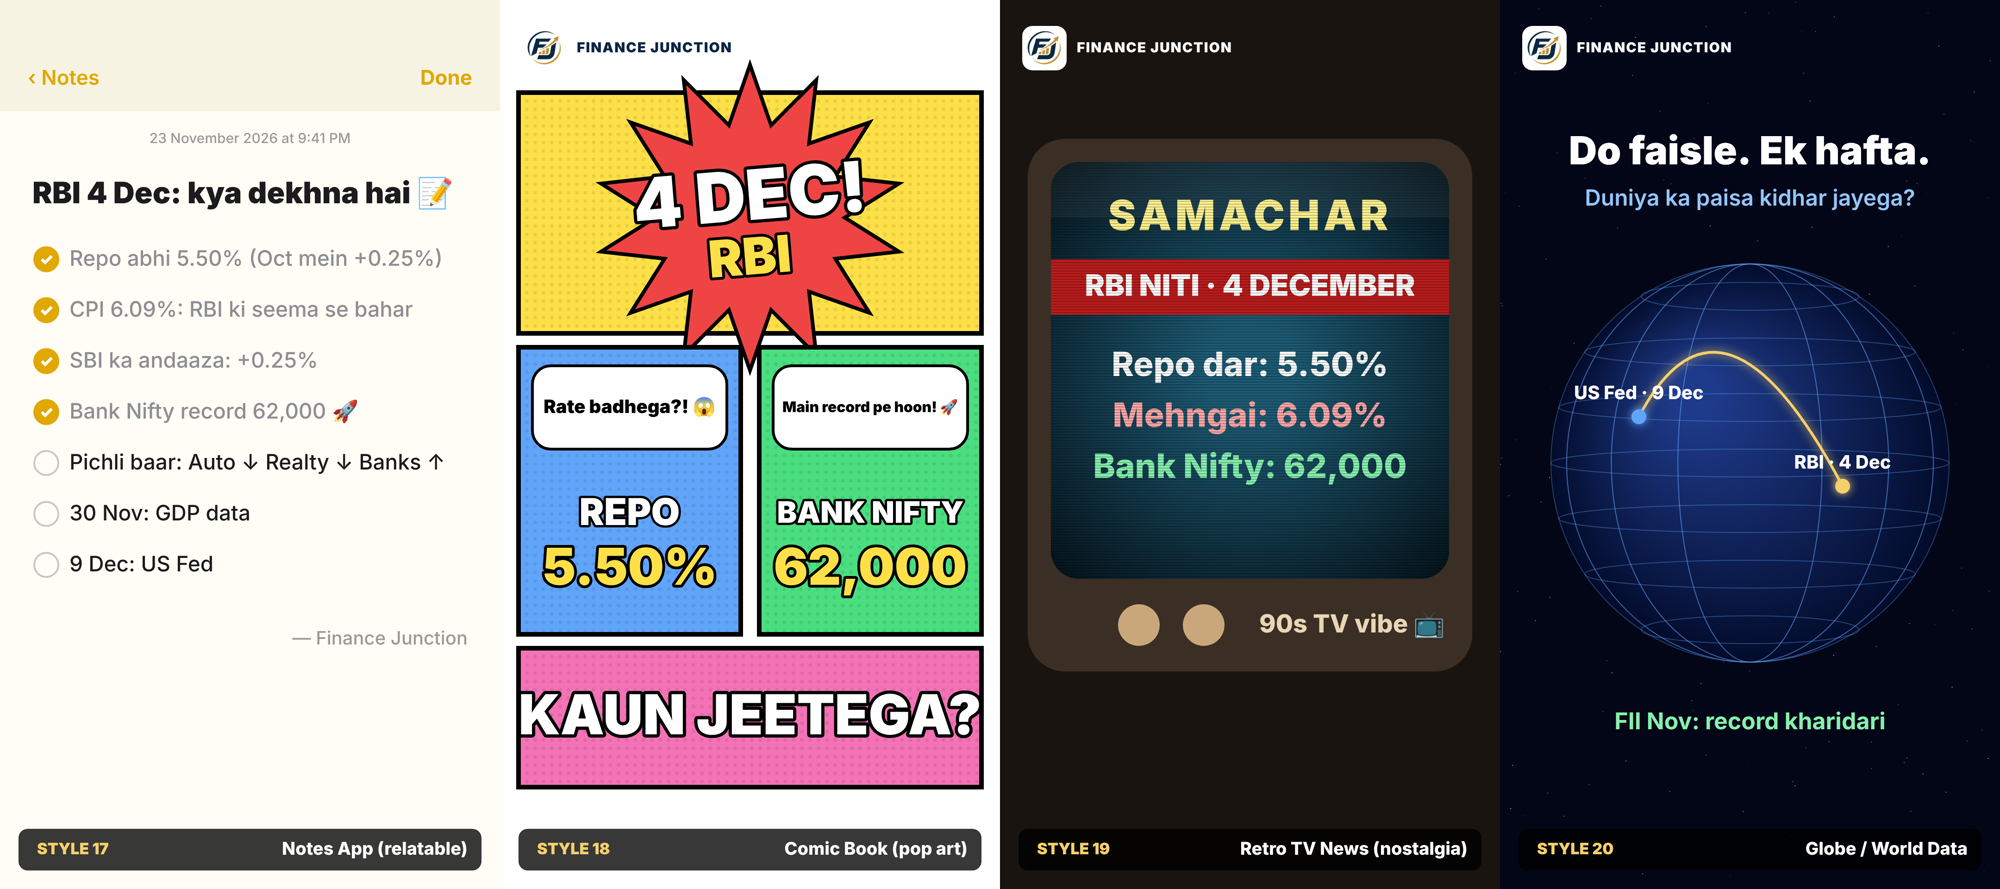 ‹ Notes
Done
23 November 2026 at 9:41 PM
RBI 4 Dec: kya dekhna hai 📝
Repo abhi 5.50% (Oct mein +0.25%)
CPI 6.09%: RBI ki seema se bahar
SBI ka andaaza: +0.25%
Bank Nifty record 62,000 🚀
Pichli baar: Auto ↓ Realty ↓ Banks ↑
30 Nov: GDP data
9 Dec: US Fed
— Finance Junction
STYLE 17
Notes App (relatable)
FJ
FINANCE JUNCTION
4 DEC!
RBI
Rate badhega?! 😱
REPO
5.50%
Main record pe hoon! 🚀
BANK NIFTY
62,000
KAUN JEETEGA?
STYLE 18
Comic Book (pop art)
FJ
FINANCE JUNCTION
SAMACHAR
RBI NITI · 4 DECEMBER
Repo dar: 5.50%
Mehngai: 6.09%
Bank Nifty: 62,000
90s TV vibe 📺
STYLE 19
Retro TV News (nostalgia)
FJ
FINANCE JUNCTION
Do faisle. Ek hafta.
Duniya ka paisa kidhar jayega?
US Fed · 9 Dec
RBI · 4 Dec
FII Nov: record kharidari
STYLE 20
Globe / World Data